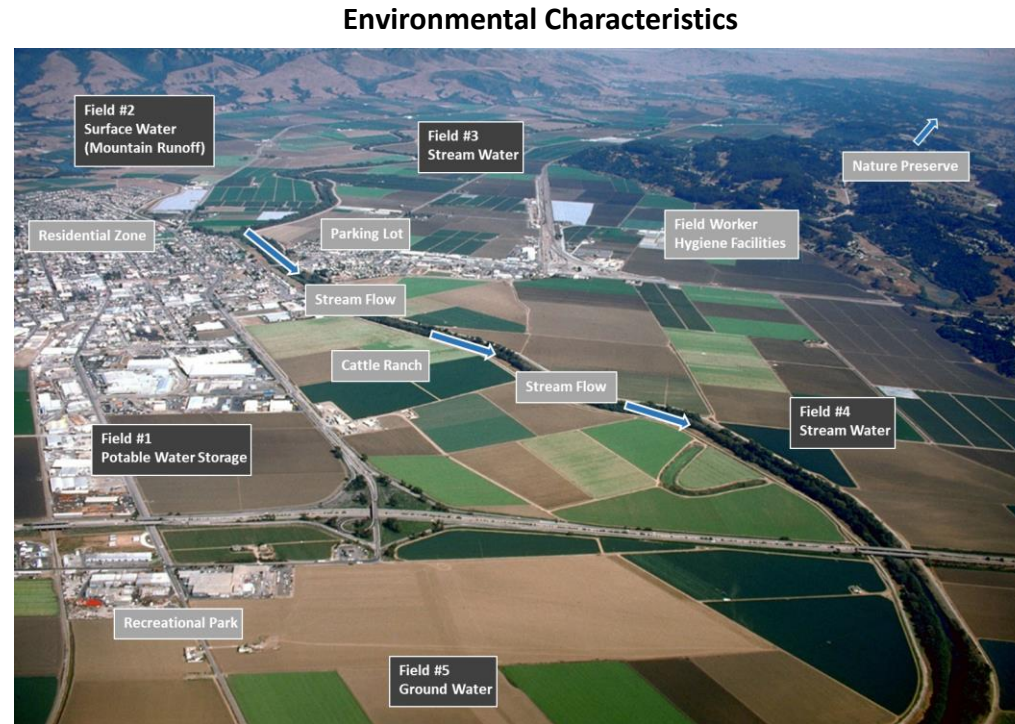 Environmental Characteristics
Field #2
Surface Water
(Mountain Runoff)
Field #3
Stream Water
Nature Preserve
Residential Zone
Parking Lot
Field Worker
Hygiene Facilities
Stream Flow
Cattle Ranch
Stream Flow
Field #4
Stream Water
Field #1
Potable Water Storage
Recreational Park
Field #5
Ground Water